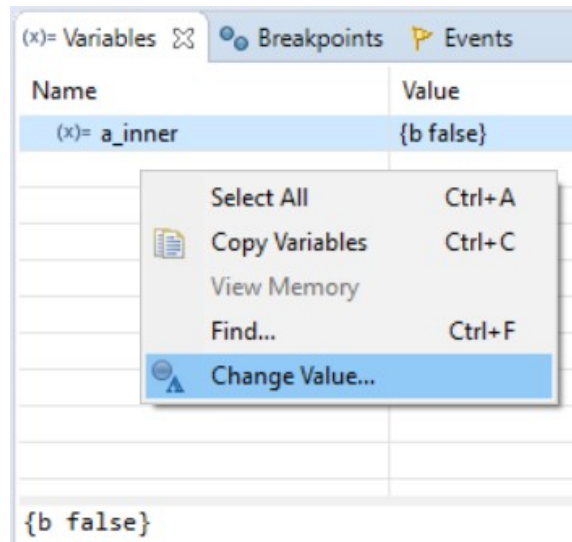 (x)= Variables Breakpoints Events
Name Value
(x)= a_inner {b false}
Select All Ctrl+A
Copy Variables Ctrl+C
View Memory
Find... Ctrl+F
Change Value...
{b false}